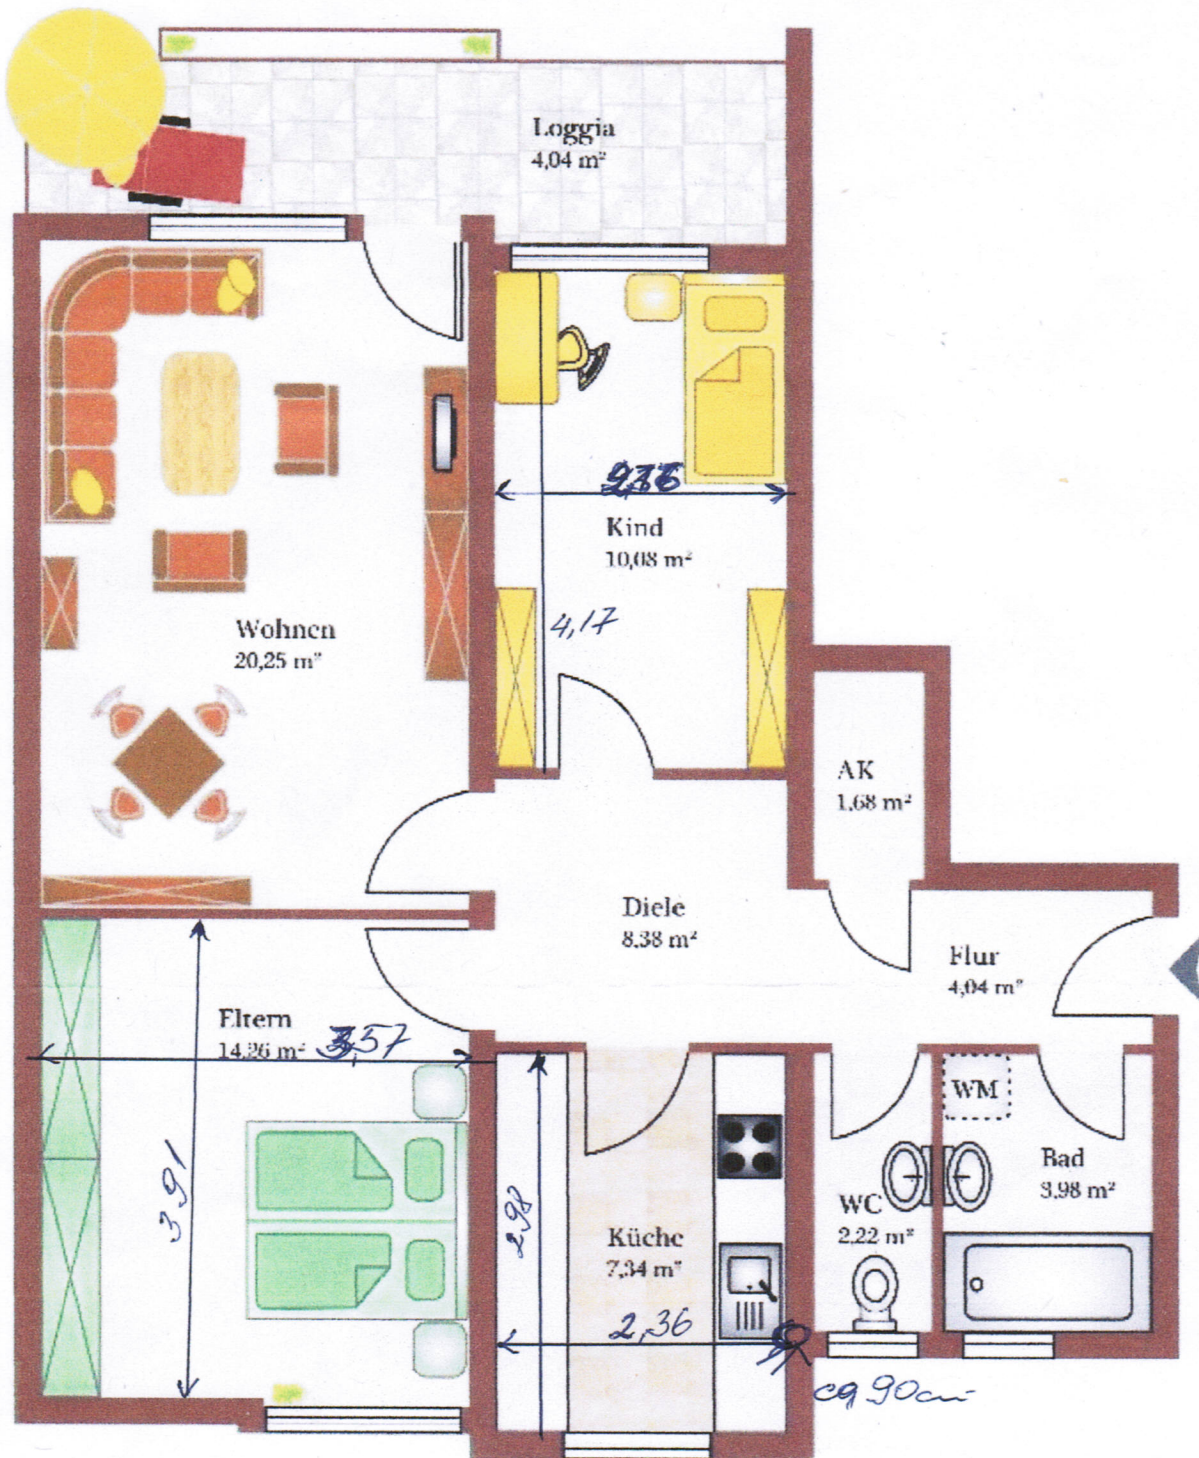 Loggia
4,04 m²
Kind
10,08 m²
4,17
Wohnen
20,25 m²
AK
1,68 m²
Diele
8,38 m²
Flur
4,04 m²
Eltern
14,26 m²
3,57
3,91
WM
Bad
3,98 m²
WC
2,22 m²
2,98
Küche
7,34 m²
2,36
ca 90cm